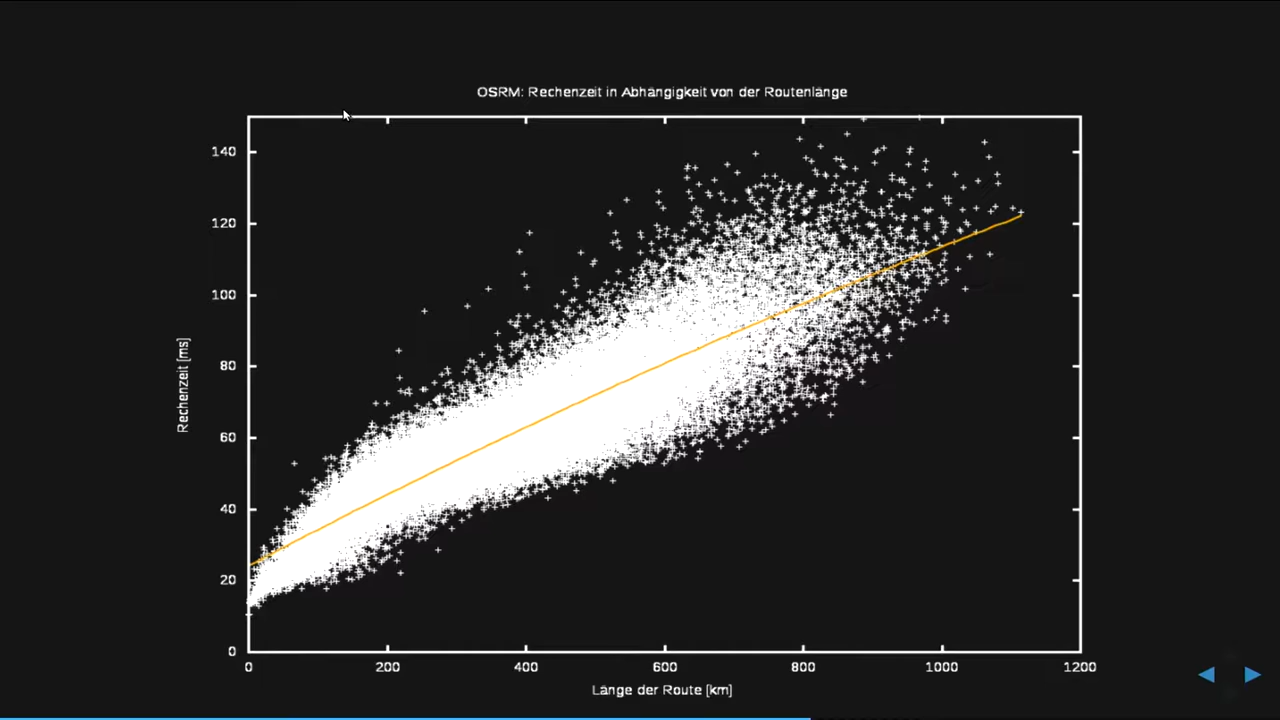 OSRM: Rechenzeit in Abhängigkeit von der Routenlänge
140
120
100
80
60
40
20
0
Rechenzeit [ms]
0 200 400 600 800 1000 1200
Länge der Route [km]